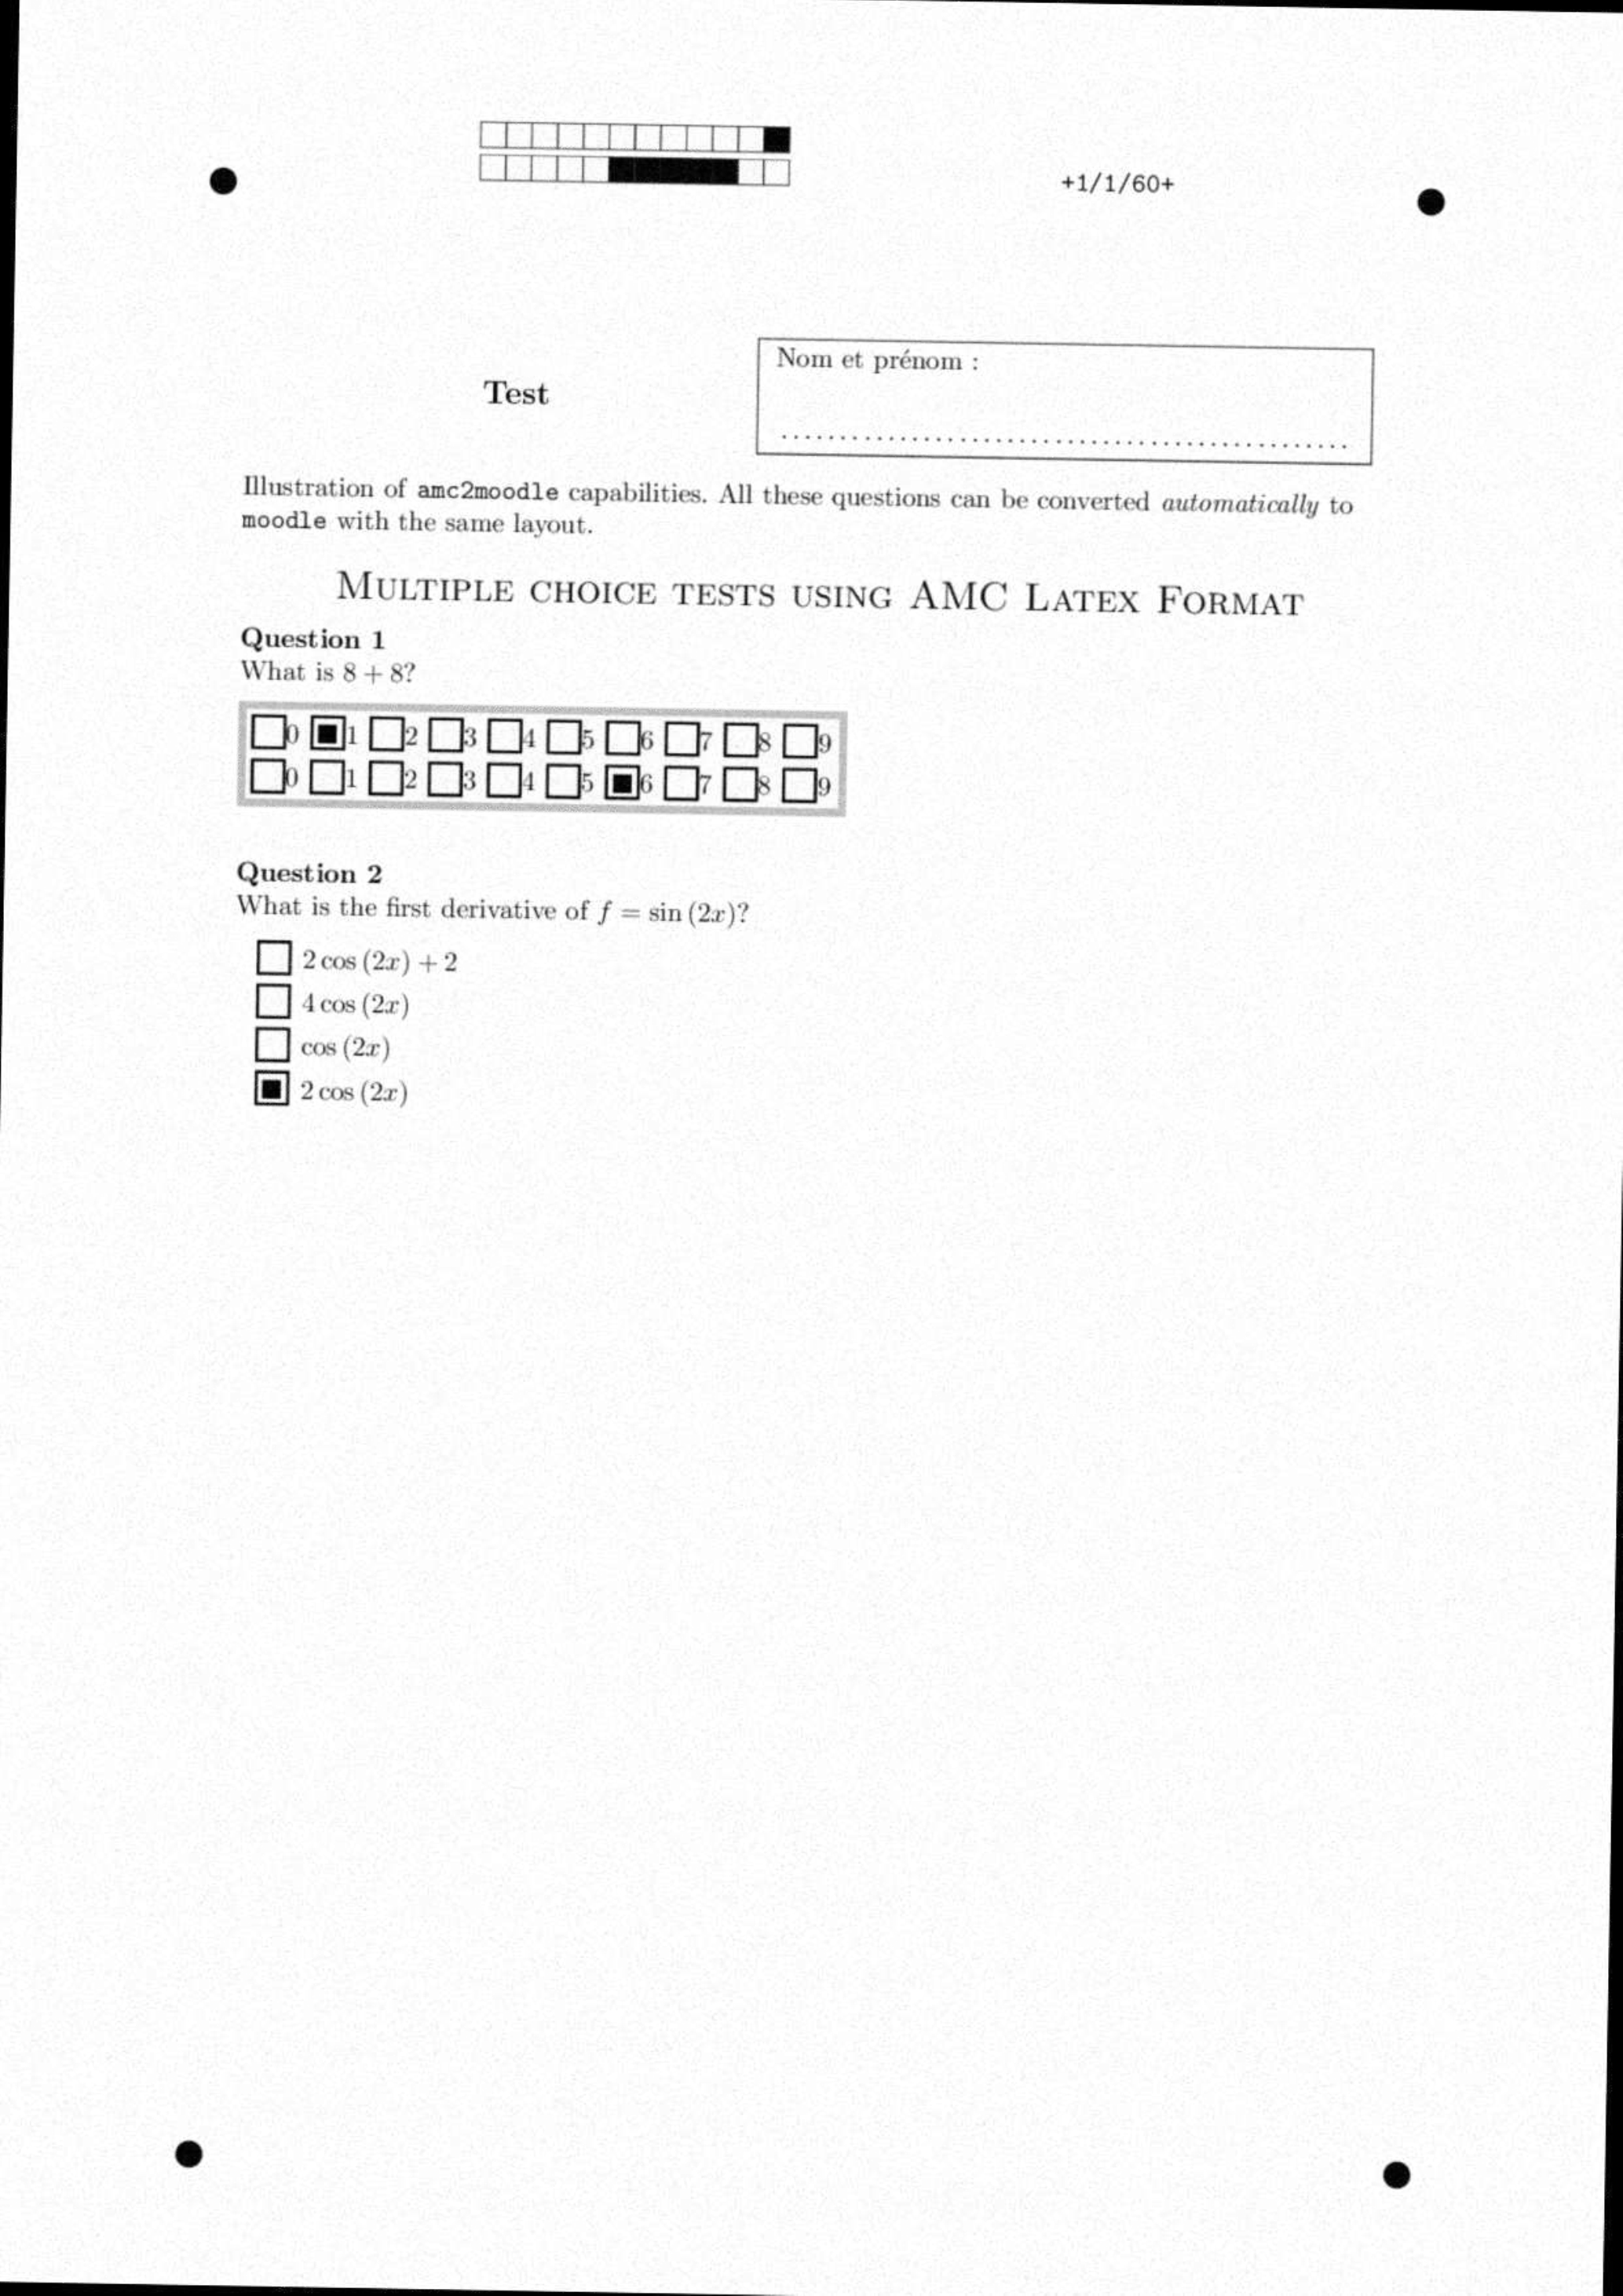 +1/1/60+
Test
Nom et prénom :
Illustration of amc2moodle capabilities. All these questions can be converted automatically to
moodle with the same layout.
MULTIPLE CHOICE TESTS USING AMC LATEX FORMAT
Question 1
What is 8 + 8?
0 1 2 3 4 5 6 7 8 9
0 1 2 3 4 5 6 7 8 9
Question 2
What is the first derivative of f = sin (2x)?
2 cos (2x) + 2
4 cos (2x)
cos (2x)
2 cos (2x)